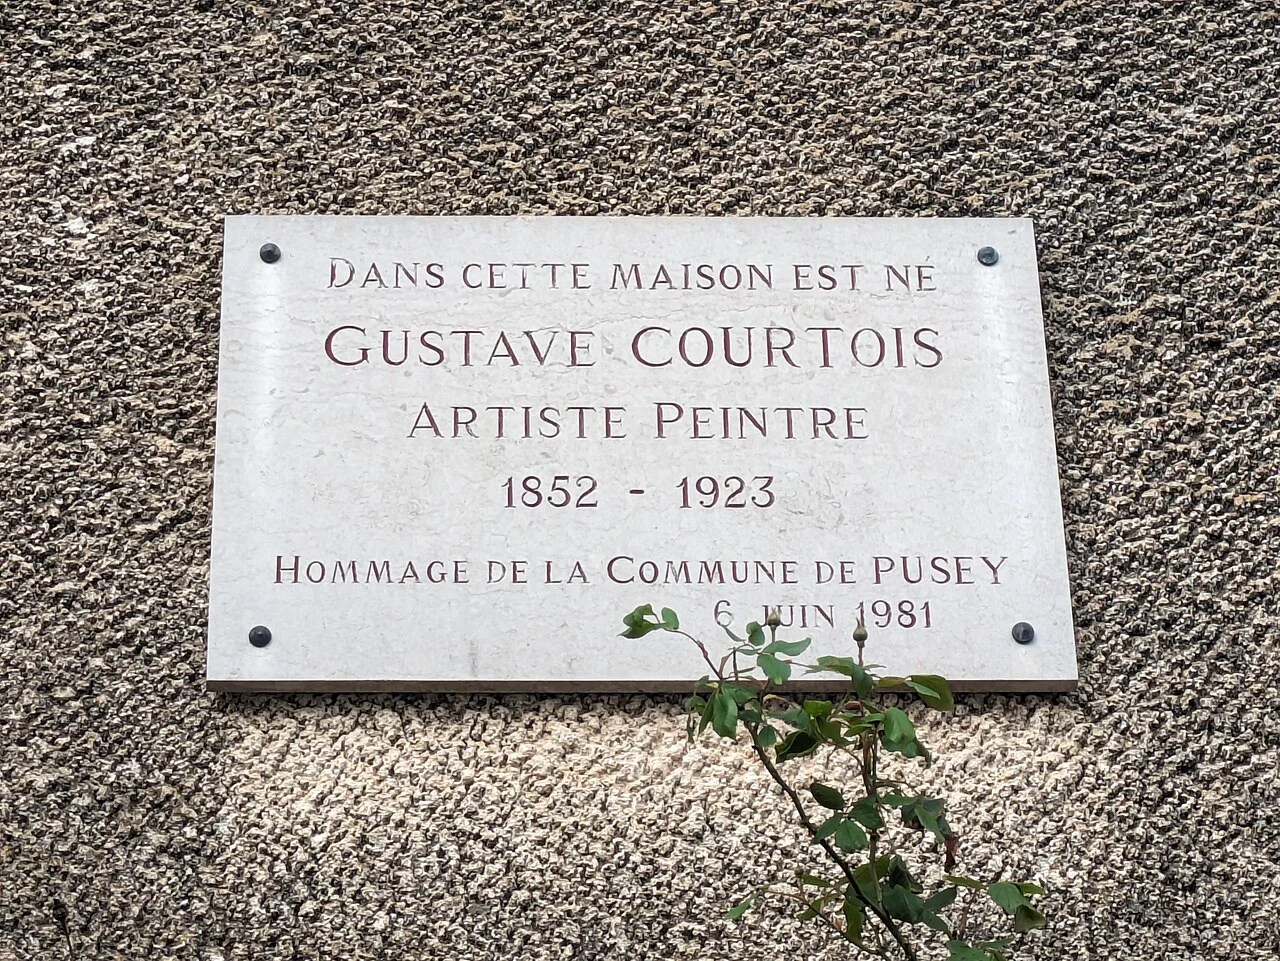 DANS CETTE MAISON EST NÉ
GUSTAVE COURTOIS
ARTISTE PEINTRE
1852 - 1923
HOMMAGE DE LA COMMUNE DE PUSEY
6 JUIN 1981